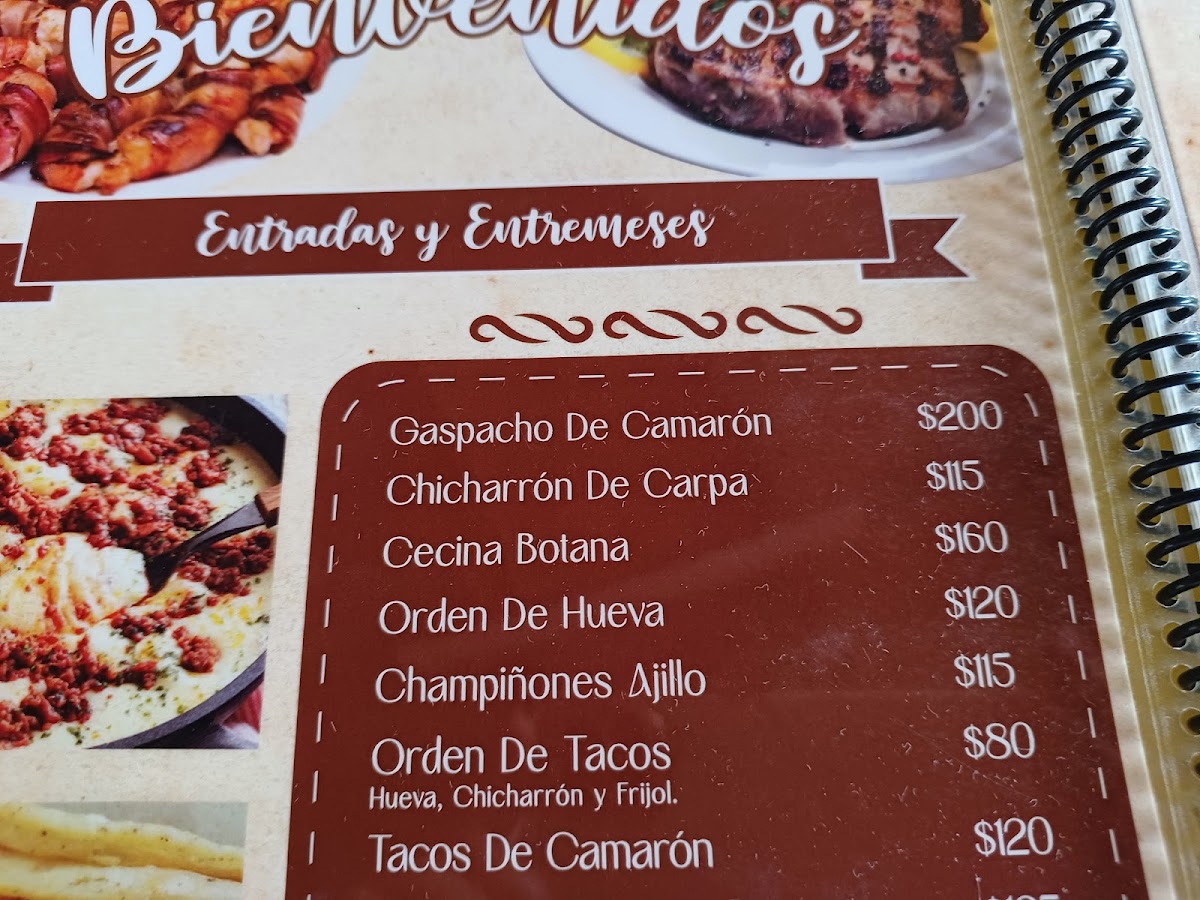 Bienvenidos
Entradas y Entremeses
Gaspacho De Camarón $200
Chicharrón De Carpa $115
Cecina Botana $160
Orden De Hueva $120
Champiñones Ajillo $115
Orden De Tacos $80
Hueva, Chicharrón y Frijol.
Tacos De Camarón $120